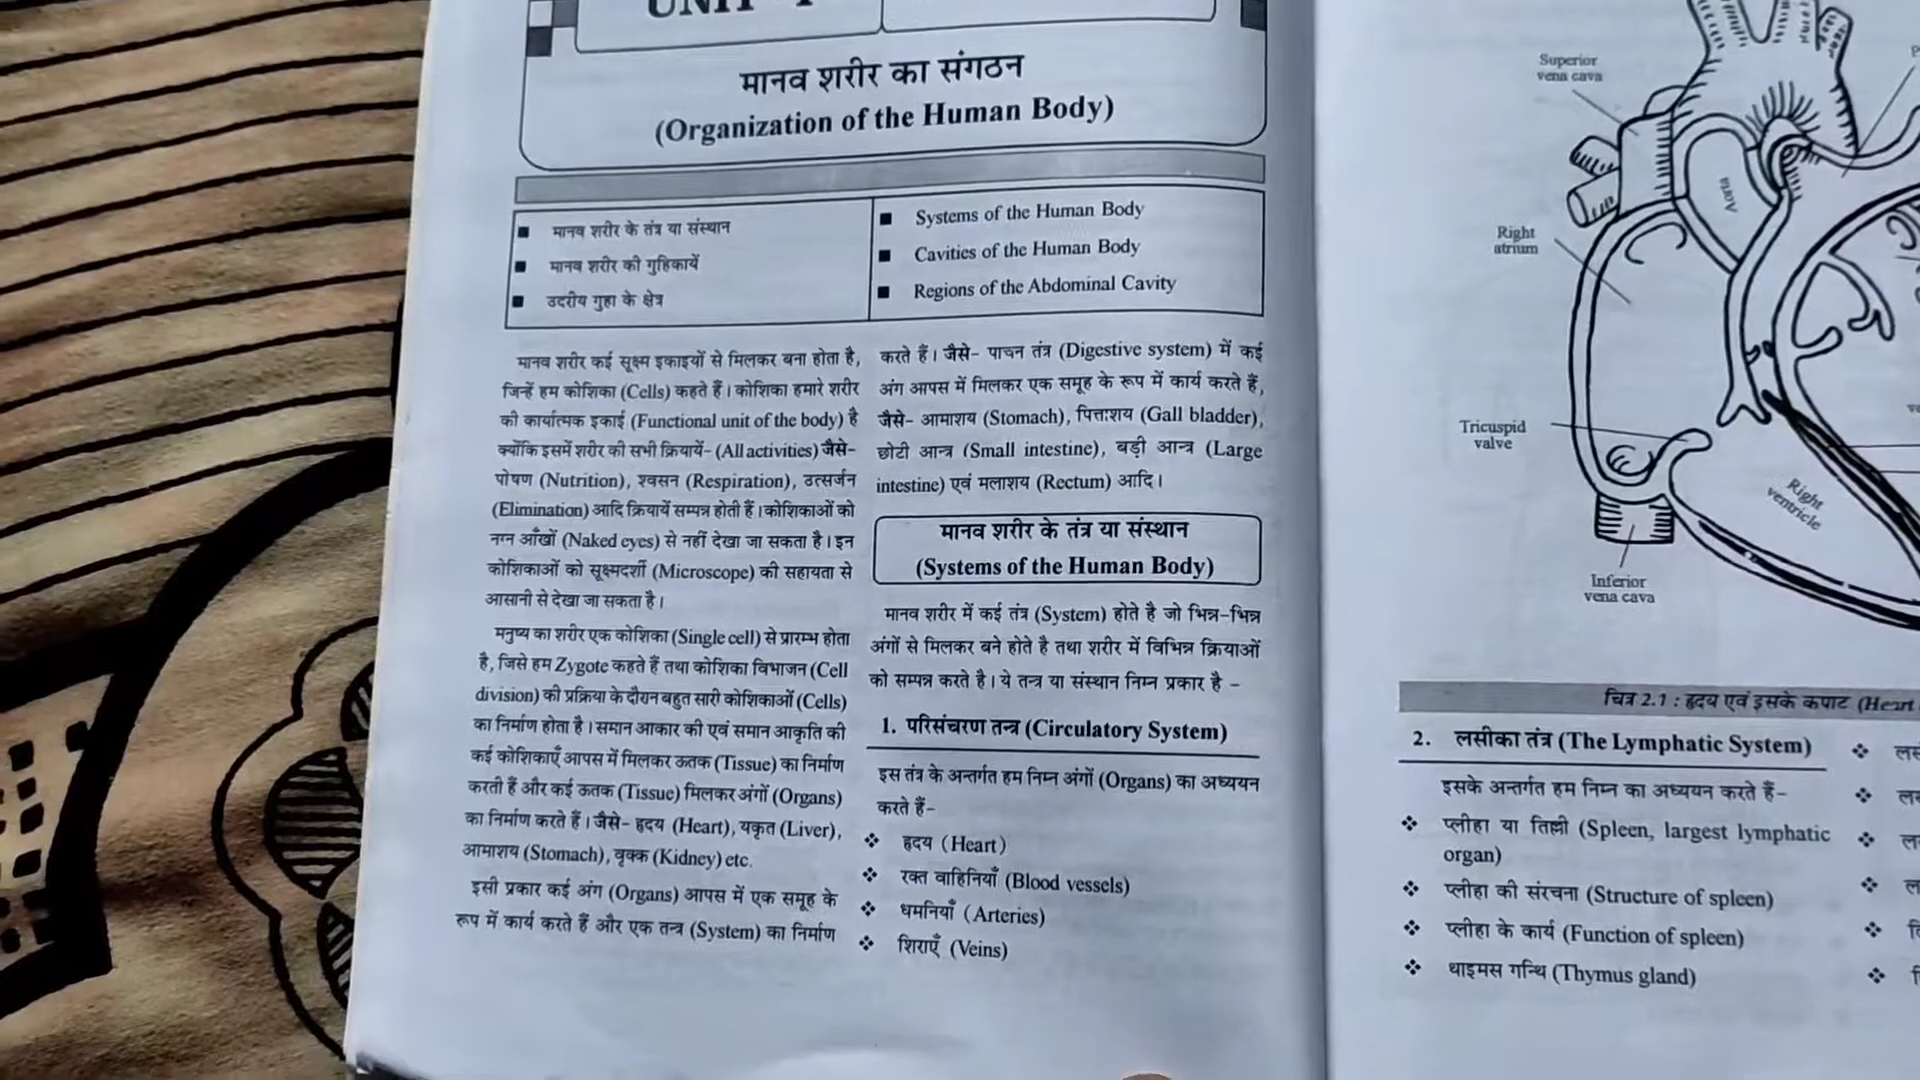 UNIT
मानव शरीर का संगठन
(Organization of the Human Body)
■ मानव शरीर के तंत्र या संस्थान
■ मानव शरीर की गुहिकायें
■ उदरीय गुहा के क्षेत्र
■ Systems of the Human Body
■ Cavities of the Human Body
■ Regions of the Abdominal Cavity
मानव शरीर कई सूक्ष्म इकाइयों से मिलकर बना होता है,
जिन्हें हम कोशिका (Cells) कहते हैं। कोशिका हमारे शरीर
की कार्यात्मक इकाई (Functional unit of the body) है
क्योंकि इसमें शरीर की सभी क्रियायें- (All activities) जैसे-
पोषण (Nutrition), श्वसन (Respiration), उत्सर्जन
(Elimination) आदि क्रियायें सम्पन्न होती हैं। कोशिकाओं को
नग्न आँखों (Naked eyes) से नहीं देखा जा सकता है। इन
कोशिकाओं को सूक्ष्मदर्शी (Microscope) की सहायता से
आसानी से देखा जा सकता है।
मनुष्य का शरीर एक कोशिका (Single cell) से प्रारम्भ होता
है, जिसे हम Zygote कहते हैं तथा कोशिका विभाजन (Cell
division) की प्रक्रिया के दौरान बहुत सारी कोशिकाओं (Cells)
का निर्माण होता है। समान आकार की एवं समान आकृति की
कई कोशिकाएँ आपस में मिलकर ऊतक (Tissue) का निर्माण
करती हैं और कई ऊतक (Tissue) मिलकर अंगों (Organs)
का निर्माण करते हैं। जैसे- हृदय (Heart), यकृत (Liver),
आमाशय (Stomach), वृक्क (Kidney) etc.
इसी प्रकार कई अंग (Organs) आपस में एक समूह के
रूप में कार्य करते हैं और एक तन्त्र (System) का निर्माण
करते हैं। जैसे- पाचन तंत्र (Digestive system) में कई
अंग आपस में मिलकर एक समूह के रूप में कार्य करते हैं,
जैसे- आमाशय (Stomach), पित्ताशय (Gall bladder),
छोटी आन्त्र (Small intestine), बड़ी आन्त्र (Large
intestine) एवं मलाशय (Rectum) आदि।
मानव शरीर के तंत्र या संस्थान
(Systems of the Human Body)
मानव शरीर में कई तंत्र (System) होते है जो भिन्न-भिन्न
अंगों से मिलकर बने होते है तथा शरीर में विभिन्न क्रियाओं
को सम्पन्न करते है। ये तन्त्र या संस्थान निम्न प्रकार है -
1. परिसंचरण तन्त्र (Circulatory System)
इस तंत्र के अन्तर्गत हम निम्न अंगों (Organs) का अध्ययन
करते हैं-
❖ हृदय (Heart)
❖ रक्त वाहिनियाँ (Blood vessels)
❖ धमनियाँ (Arteries)
❖ शिराएँ (Veins)
Superior
vena cava
Aorta
Right
atrium
Tricuspid
valve
Right
ventricle
Inferior
vena cava
चित्र 2.1 : हृदय एवं इसके कपाट (Heart
2. लसीका तंत्र (The Lymphatic System)
इसके अन्तर्गत हम निम्न का अध्ययन करते हैं-
❖ प्लीहा या तिल्ली (Spleen, largest lymphatic
organ)
❖ प्लीहा की संरचना (Structure of spleen)
❖ प्लीहा के कार्य (Function of spleen)
❖ थाइमस गन्थि (Thymus gland)